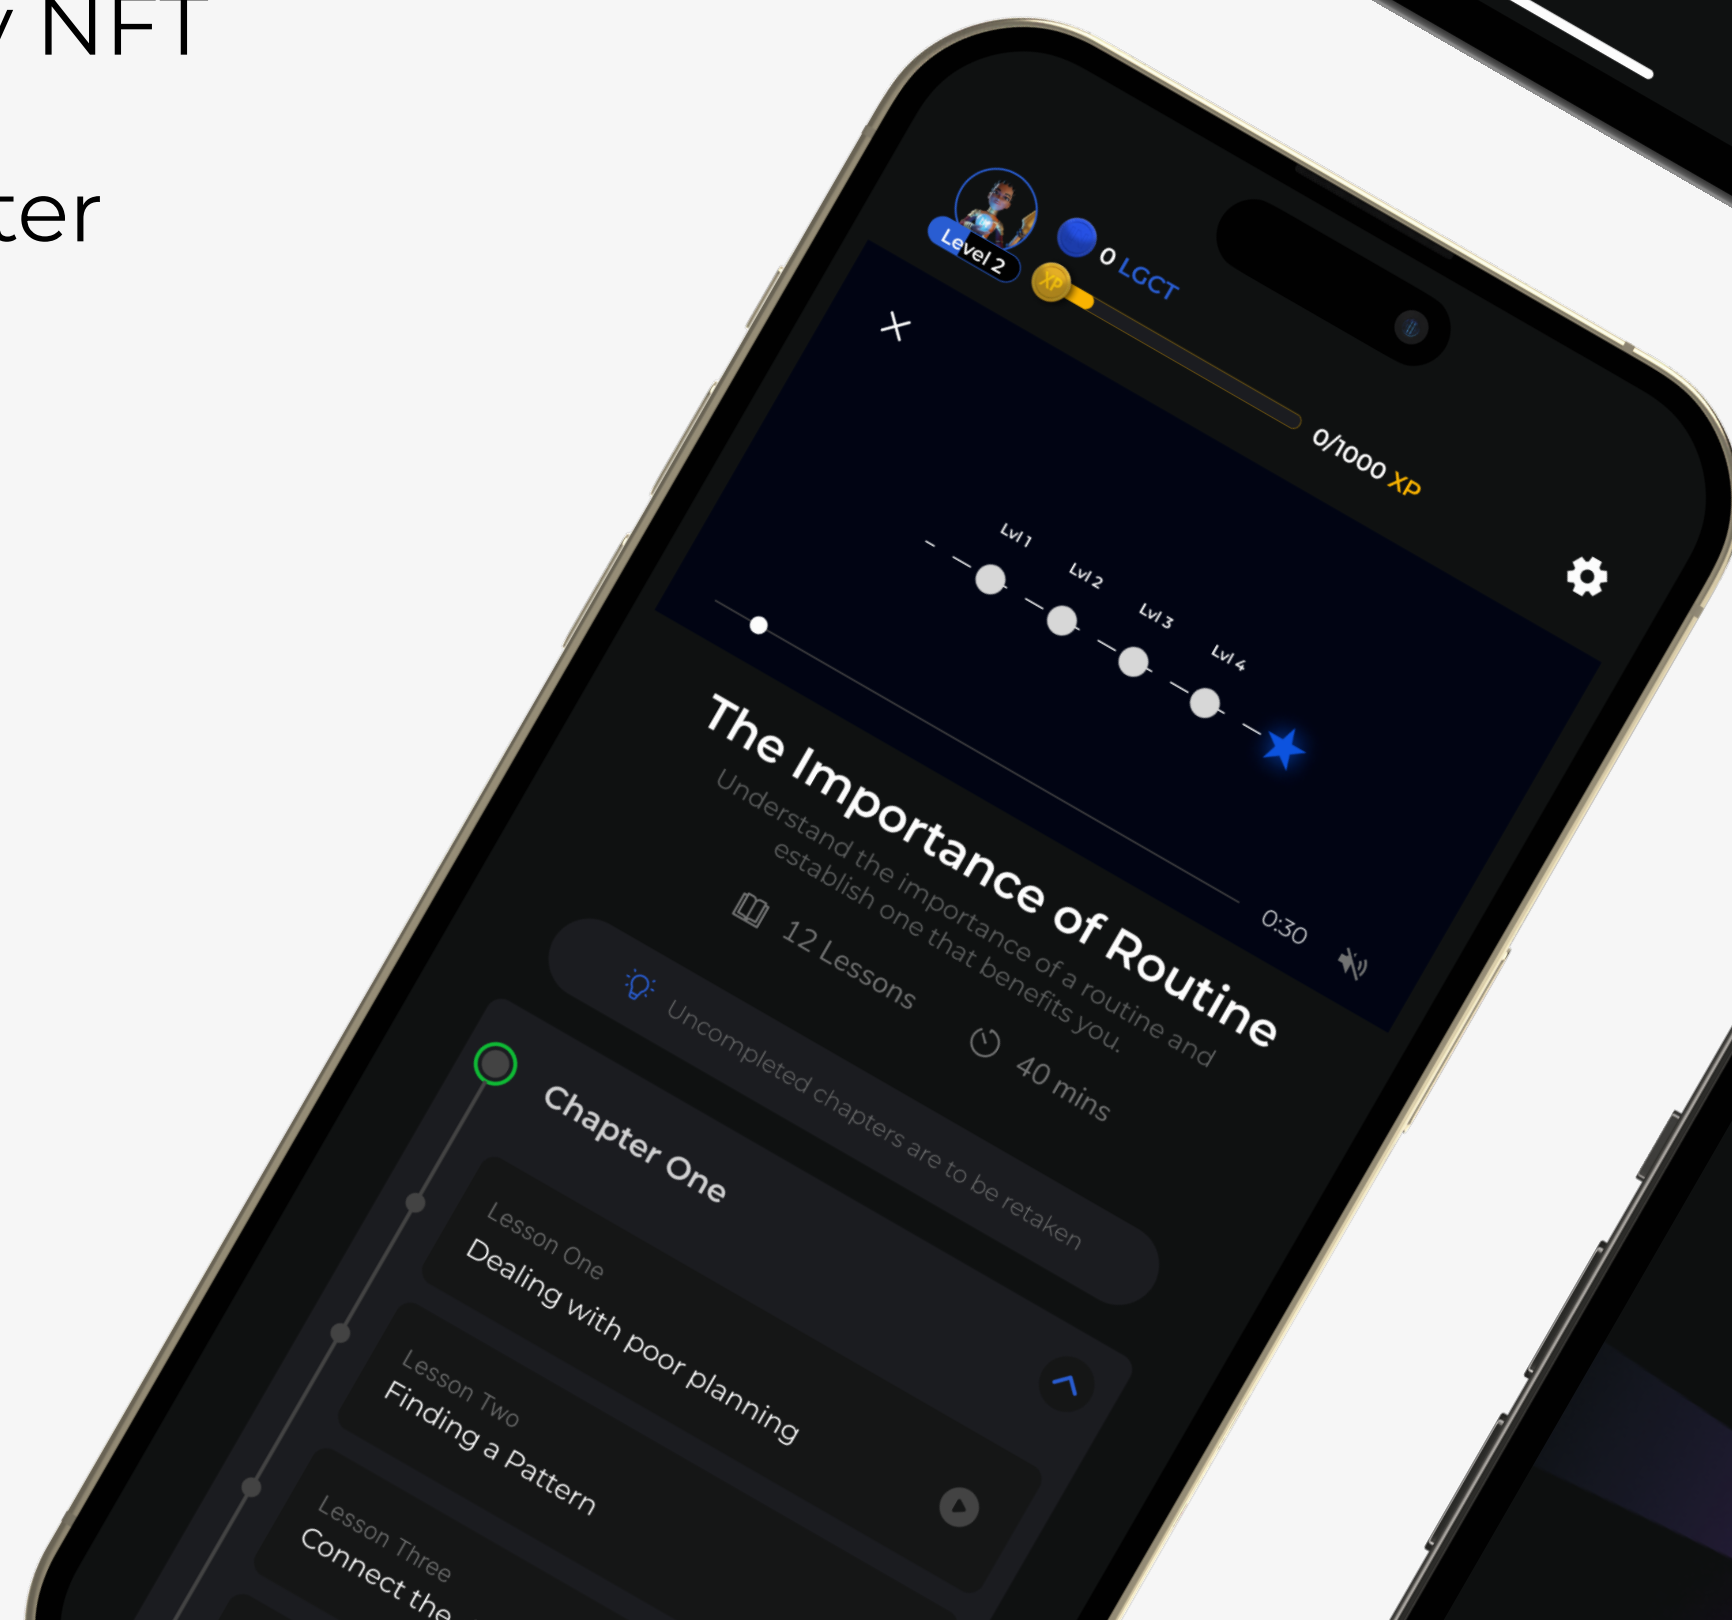 NFT
ter
Level 2
0 LGCT
XP
0/1000 XP
Lvl 1
Lvl 2
Lvl 3
Lvl 4
0:30
The Importance of Routine
Understand the importance of a routine and
establish one that benefits you.
12 Lessons
40 mins
Uncompleted chapters are to be retaken
Chapter One
Lesson One
Dealing with poor planning
Lesson Two
Finding a Pattern
Lesson Three
Connect the